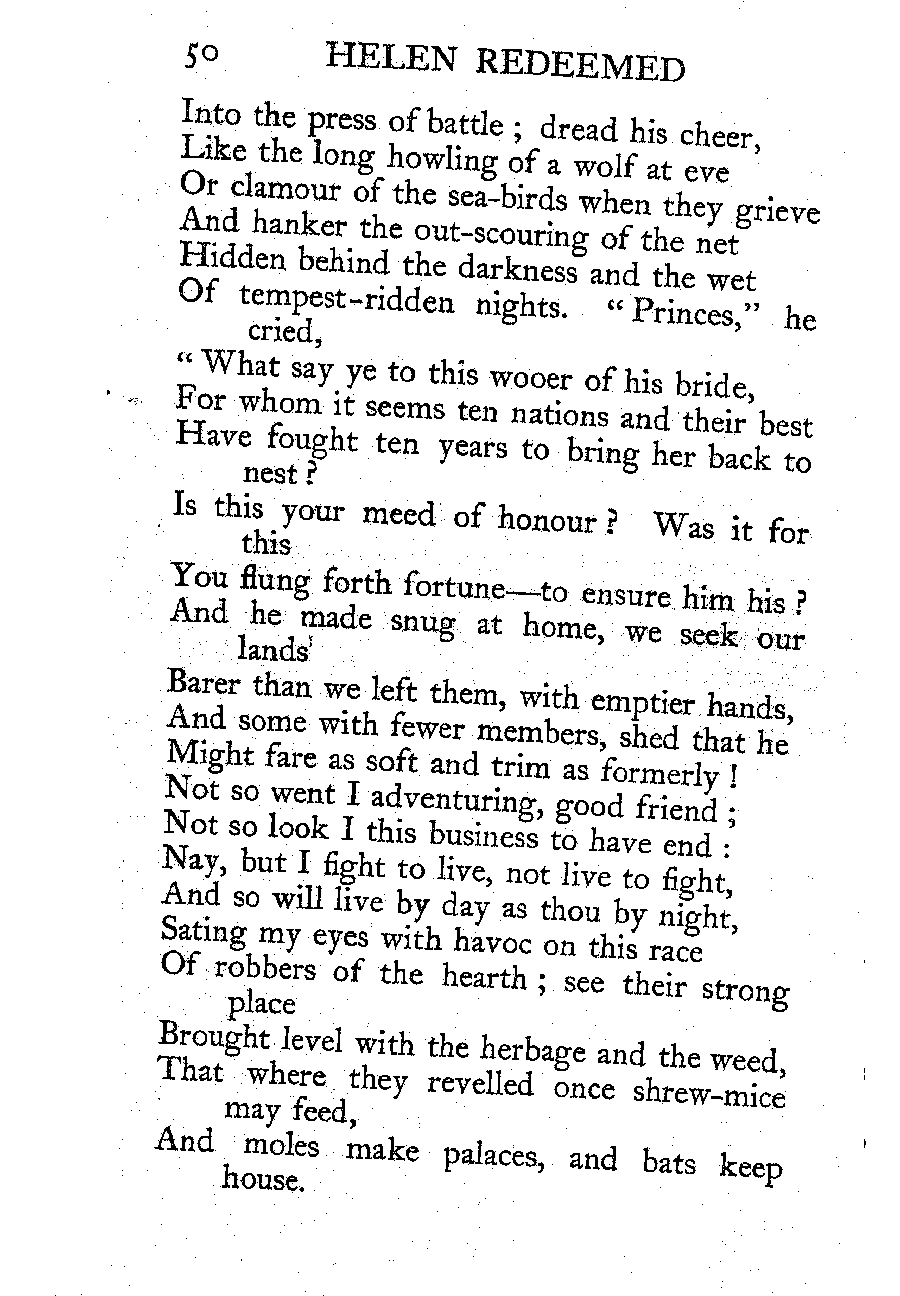 50 HELEN REDEEMED
Into the press of battle ; dread his cheer,
Like the long howling of a wolf at eve
Or clamour of the sea-birds when they grieve
And hanker the out-scouring of the net
Hidden behind the darkness and the wet
Of tempest-ridden nights. “ Princes,” he
cried,
“ What say ye to this wooer of his bride,
For whom it seems ten nations and their best
Have fought ten years to bring her back to
nest ?
Is this your meed of honour ? Was it for
this
You flung forth fortune—to ensure him his ?
And he made snug at home, we seek our
lands
Barer than we left them, with emptier hands,
And some with fewer members, shed that he
Might fare as soft and trim as formerly !
Not so went I adventuring, good friend ;
Not so look I this business to have end :
Nay, but I fight to live, not live to fight,
And so will live by day as thou by night,
Sating my eyes with havoc on this race
Of robbers of the hearth ; see their strong
place
Brought level with the herbage and the weed,
That where they revelled once shrew-mice
may feed,
And moles make palaces, and bats keep
house.